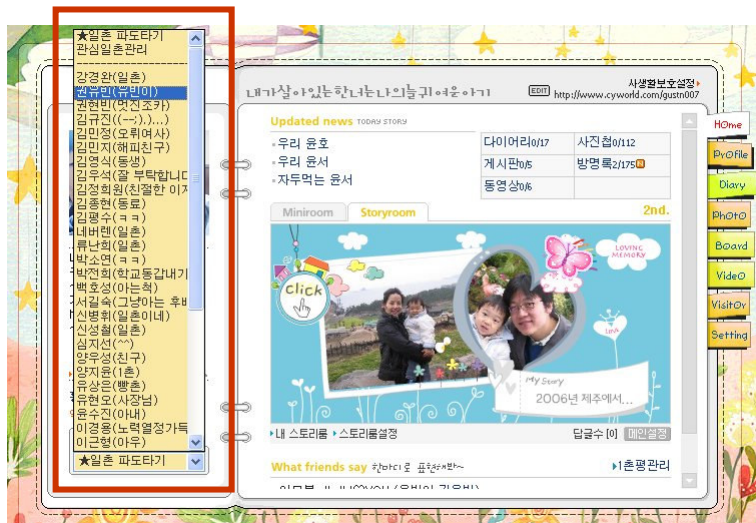 ★일촌 파도타기
관심일촌관리
강경완(일촌)
권유빈(유빈이)
권현빈(멋진조카)
김규진((--;),)...)
김민정(오뤼여사)
김민지(해피친구)
김영식(동생)
김우석(잘 부탁합니다
김정희원(친절한 이
김종현(동료)
김평수(ㅋㅋ)
네버렌(일촌)
류난희(일촌)
박소연(ㅋㅋ)
박전희(학교동갑내기
백호성(아는척)
서길숙(그냥아는 후배
신병휘(일촌이네)
신성철(일촌)
심지선(^^)
양우성(친구)
양지윤(1촌)
유상은(빵촌)
유현오(사장님)
윤수진(아내)
이경용(노력열정가득
이근형(아우)
★일촌 파도타기
내가살아있는한너는나의늘귀여운아기
EDIT
사생활보호설정
http://www.cyworld.com/gustn007
Updated news TODAY STORY
우리 윤호
우리 윤서
자두먹는 윤서
다이어리0/17 사진첩0/112
게시판0/5 방명록2/175 N
동영상0/6
Miniroom Storyroom 2nd.
click
LOVING MEMORY
LINA
My Story
2006년 제주에서...
내 스토리룸 스토리룸설정 답글수 [0] 메인설정
What friends say 한마디로 표현해봐~ 1촌평관리
HOme
PrOfile
Diary
PhOtO
BOard
VideO
VisitOr
Setting